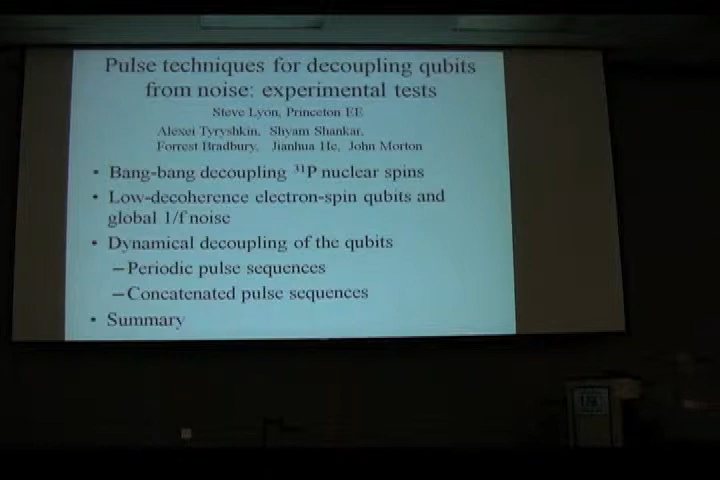 Pulse techniques for decoupling qubits
from noise: experimental tests
Steve Lyon, Princeton EE
Alexei Tyryshkin, Shyam Shankar,
Forrest Bradbury, Jianhua He, John Morton
• Bang-bang decoupling ³¹P nuclear spins
• Low-decoherence electron-spin qubits and
global 1/f noise
• Dynamical decoupling of the qubits
–Periodic pulse sequences
–Concatenated pulse sequences
• Summary